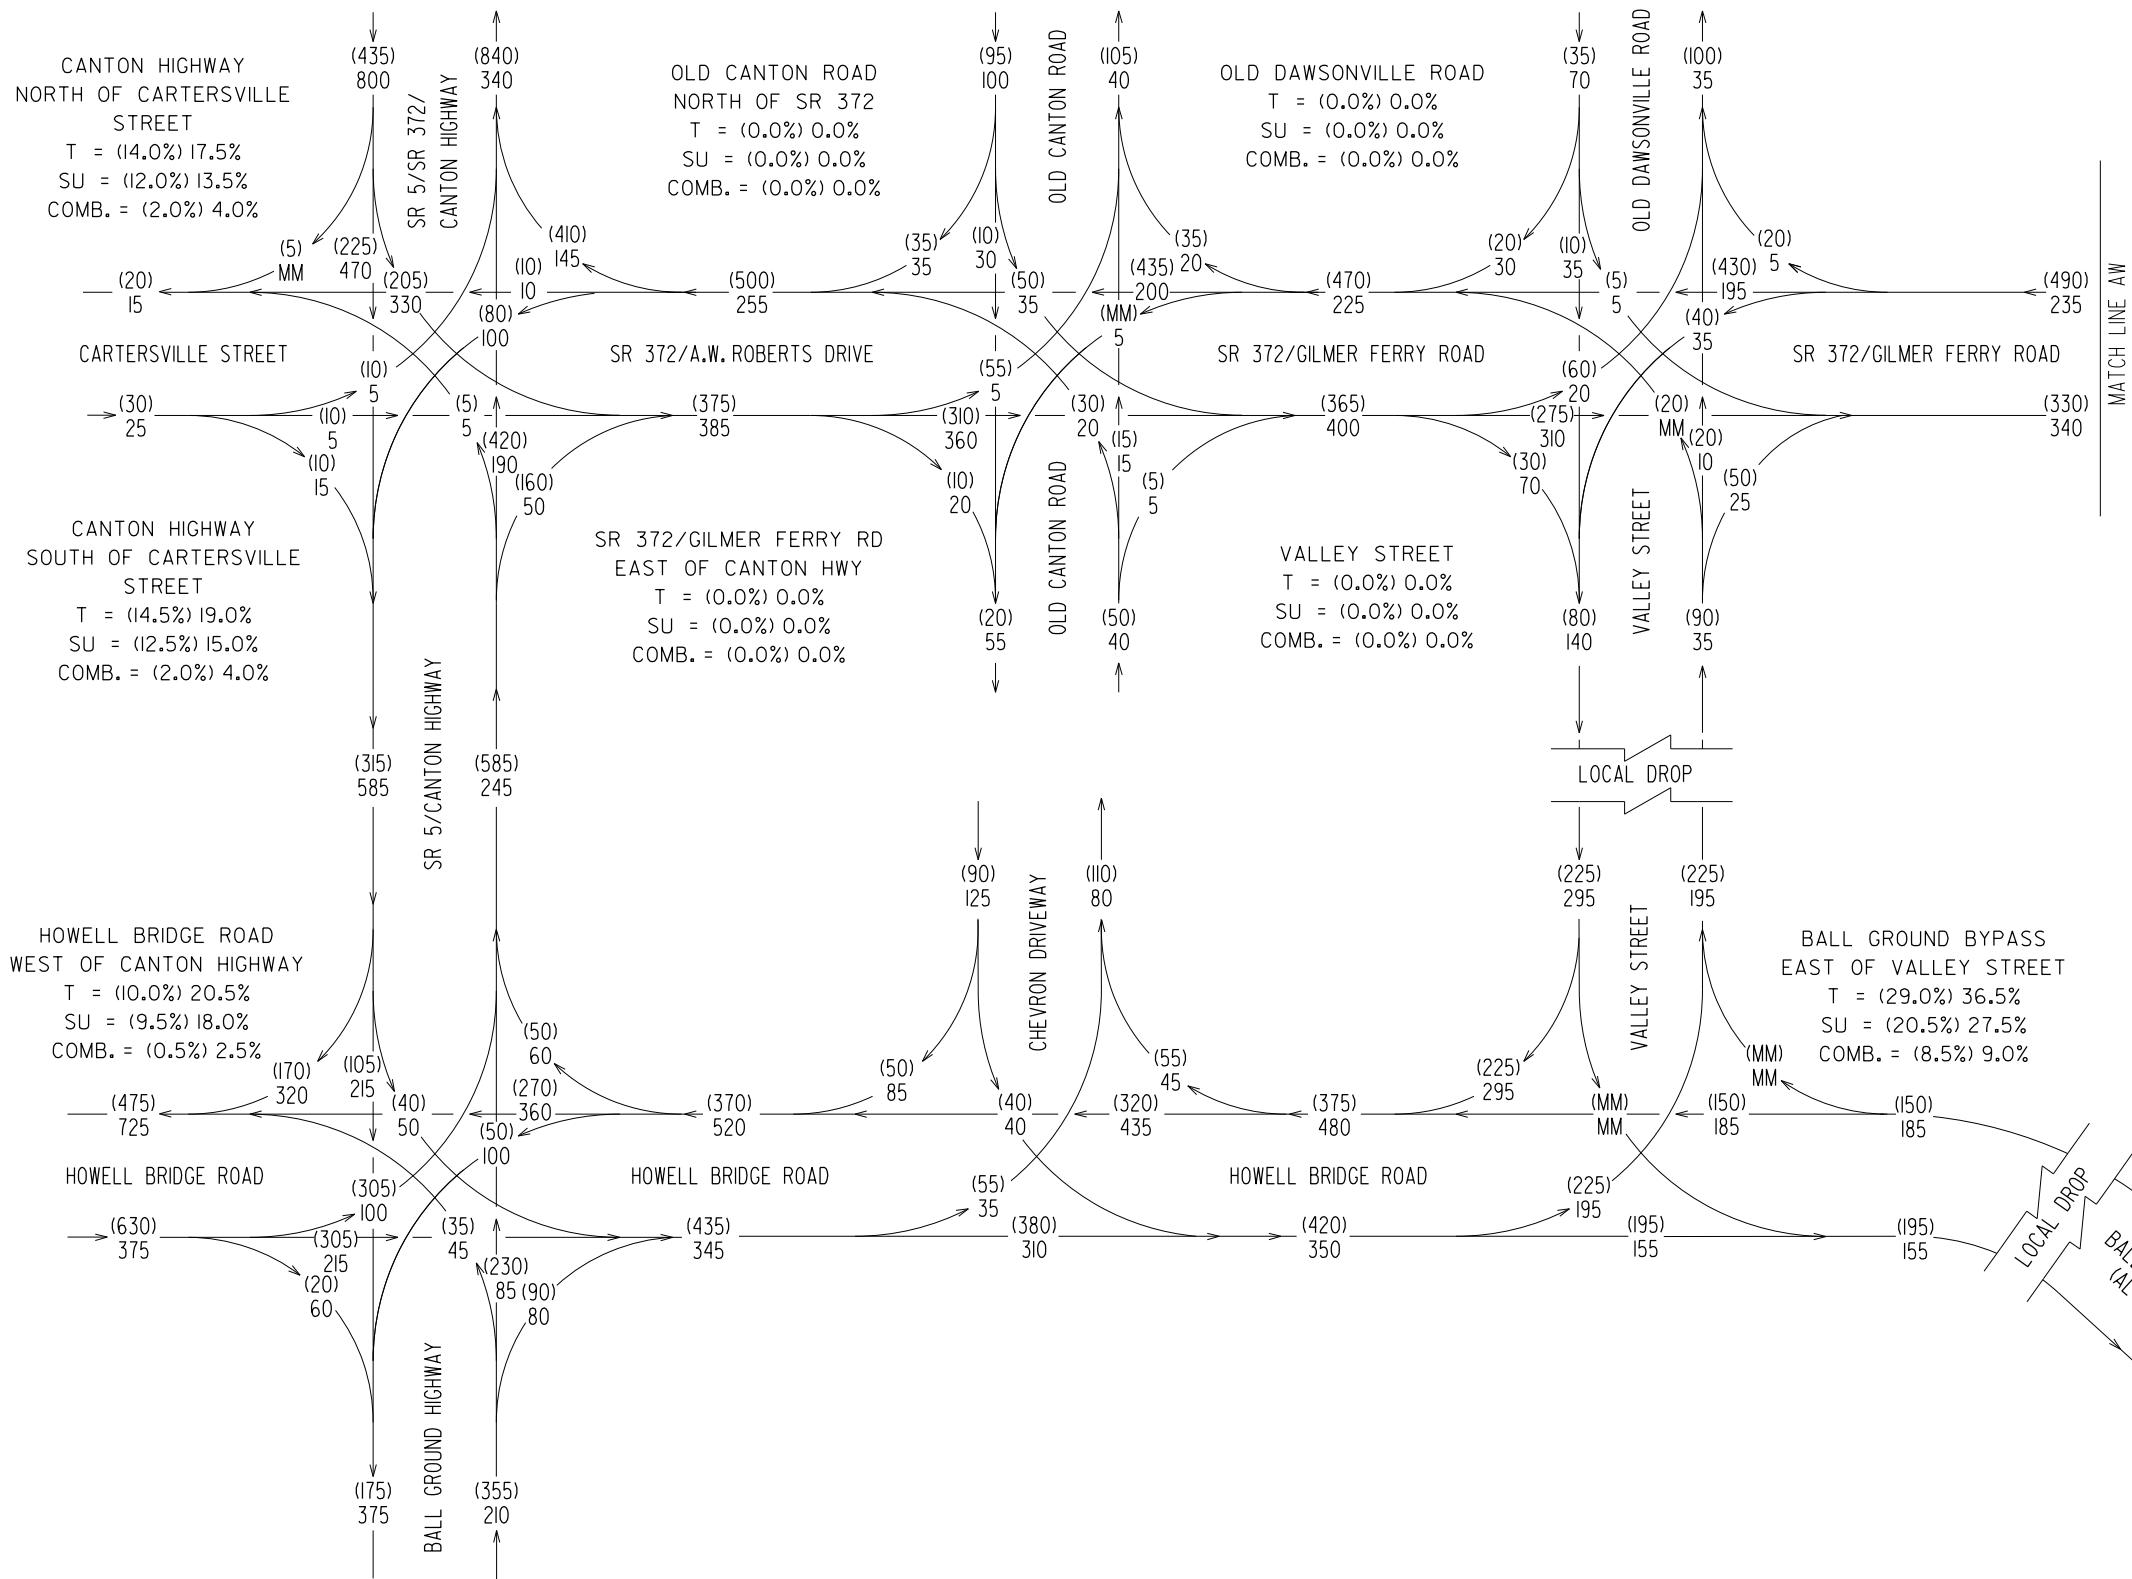 (435)
800
(840)
340
(95)
100
(105)
40
(35)
70
(100)
35
CANTON HIGHWAY
NORTH OF CARTERSVILLE
STREET
T = (14.0%) 17.5%
SU = (12.0%) 13.5%
COMB. = (2.0%) 4.0%
SR 5/SR 372/
CANTON HIGHWAY
OLD CANTON ROAD
NORTH OF SR 372
T = (0.0%) 0.0%
SU = (0.0%) 0.0%
COMB. = (0.0%) 0.0%
OLD CANTON ROAD
OLD DAWSONVILLE ROAD
T = (0.0%) 0.0%
SU = (0.0%) 0.0%
COMB. = (0.0%) 0.0%
OLD DAWSONVILLE ROAD
(5)
MM
(225)
470
(205)
330
(10)
10
(410)
145
(80)
100
(20)
15
(500)
255
(35)
35
(10)
30
(50)
35
(435)
200
(35)
20
(MM)
5
(470)
225
(20)
30
(10)
35
(5)
5
(430)
195
(20)
5
(40)
35
(490)
235
MATCH LINE AW
CARTERSVILLE STREET
SR 372/A.W. ROBERTS DRIVE
SR 372/GILMER FERRY ROAD
SR 372/GILMER FERRY ROAD
(30)
25
(10)
5
(10)
5
(10)
15
(5)
5
(420)
190
(160)
50
(375)
385
(55)
5
(310)
360
(10)
20
(30)
20
(15)
15
(5)
5
(365)
400
(60)
20
(275)
310
(30)
70
(20)
MM
(20)
10
(50)
25
(330)
340
CANTON HIGHWAY
SOUTH OF CARTERSVILLE
STREET
T = (14.5%) 19.0%
SU = (12.5%) 15.0%
COMB. = (2.0%) 4.0%
SR 372/GILMER FERRY RD
EAST OF CANTON HWY
T = (0.0%) 0.0%
SU = (0.0%) 0.0%
COMB. = (0.0%) 0.0%
OLD CANTON ROAD
VALLEY STREET
T = (0.0%) 0.0%
SU = (0.0%) 0.0%
COMB. = (0.0%) 0.0%
VALLEY STREET
(20)
55
(50)
40
(80)
140
(90)
35
SR 5/CANTON HIGHWAY
(315)
585
(585)
245
LOCAL DROP
(90)
125
(110)
80
(225)
295
(225)
195
CHEVRON DRIVEWAY
VALLEY STREET
HOWELL BRIDGE ROAD
WEST OF CANTON HIGHWAY
T = (10.0%) 20.5%
SU = (9.5%) 18.0%
COMB. = (0.5%) 2.5%
BALL GROUND BYPASS
EAST OF VALLEY STREET
T = (29.0%) 36.5%
SU = (20.5%) 27.5%
COMB. = (8.5%) 9.0%
(170)
320
(105)
215
(40)
50
(270)
360
(50)
60
(50)
100
(475)
725
(370)
520
(50)
85
(40)
40
(320)
435
(55)
45
(375)
480
(225)
295
(MM)
MM
(150)
185
(MM)
MM
(150)
185
HOWELL BRIDGE ROAD
HOWELL BRIDGE ROAD
HOWELL BRIDGE ROAD
(630)
375
(305)
100
(305)
215
(20)
60
(35)
45
(230)
85
(90)
80
(435)
345
(55)
35
(380)
310
(420)
350
(225)
195
(195)
155
(195)
155
LOCAL DROP
BALL GROUND HIGHWAY
(175)
375
(355)
210